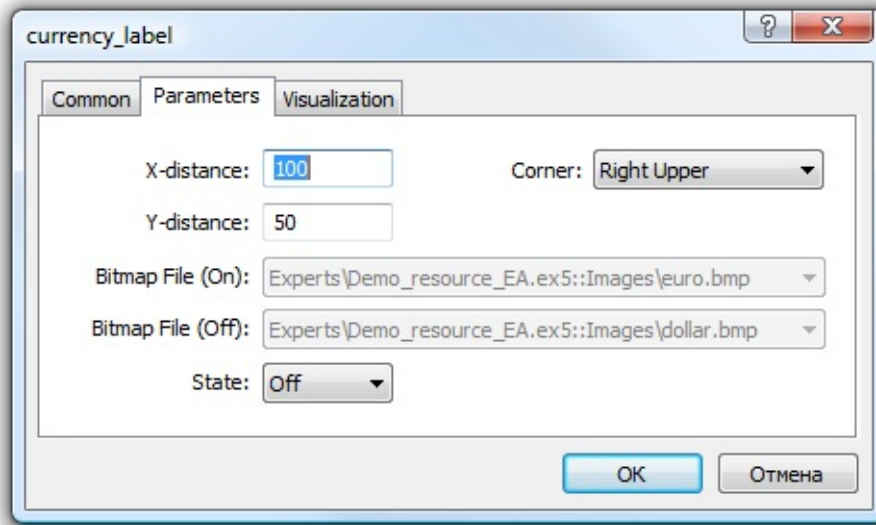 currency_label
Common Parameters Visualization
X-distance: 100 Corner: Right Upper
Y-distance: 50
Bitmap File (On): Experts\Demo_resource_EA.ex5::Images\euro.bmp
Bitmap File (Off): Experts\Demo_resource_EA.ex5::Images\dollar.bmp
State: Off
OK Отмена